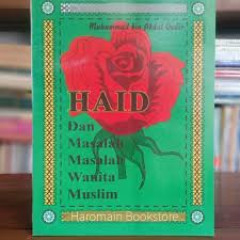 Muhammad bin Abdul Qadir
HAID
Dan
Masalah
Masalah
Wanita
Muslim
Haromain Bookstore